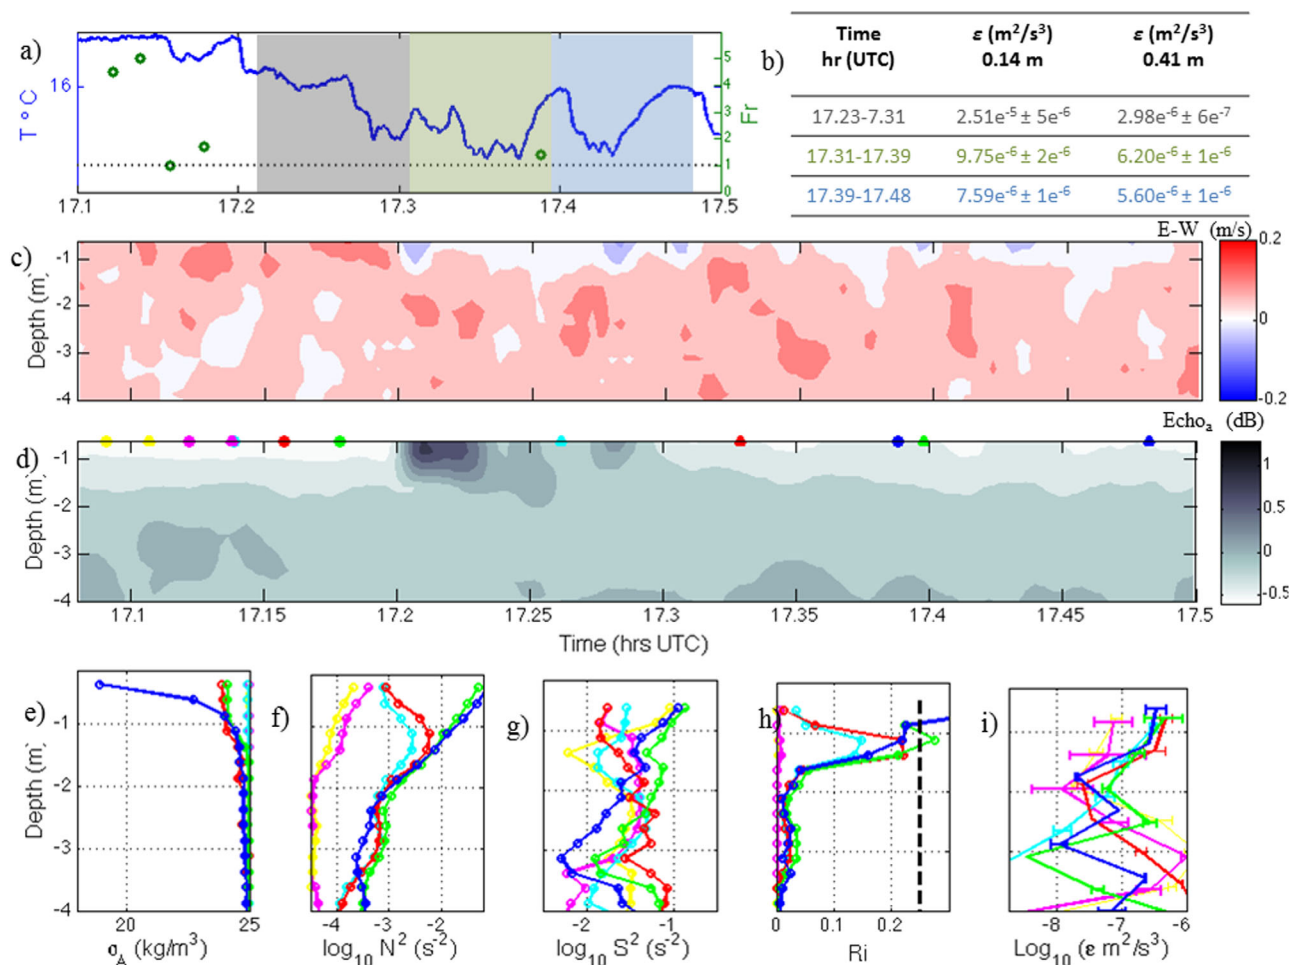 a)
T °C
16
17.1
17.2
17.3
17.4
17.5
5
4
3
2
1
0
Fr
b)
Time
hr (UTC)
ε (m²/s³)
0.14 m
ε (m²/s³)
0.41 m
17.23-7.31 2.51e⁻⁵ ± 5e⁻⁶ 2.98e⁻⁶ ± 6e⁻⁷
17.31-17.39 9.75e⁻⁶ ± 2e⁻⁶ 6.20e⁻⁶ ± 1e⁻⁶
17.39-17.48 7.59e⁻⁶ ± 1e⁻⁶ 5.60e⁻⁶ ± 1e⁻⁶
c)
Depth (m)
-1
-2
-3
-4
E-W (m/s)
0.2
0
-0.2
d)
Depth (m)
-1
-2
-3
-4
Echoₐ (dB)
1
0.5
0
-0.5
17.1 17.15 17.2 17.25 17.3 17.35 17.4 17.45 17.5
Time (hrs UTC)
e)
Depth (m)
-1
-2
-3
-4
20 25
(kg/m³)
f)
-4 -3 -2
log₁₀ N² (s⁻²)
g)
-2 -1
log₁₀ S² (s⁻²)
h)
0 0.1 0.2
Ri
i)
-8 -7 -6
Log₁₀ (ε m²/s³)